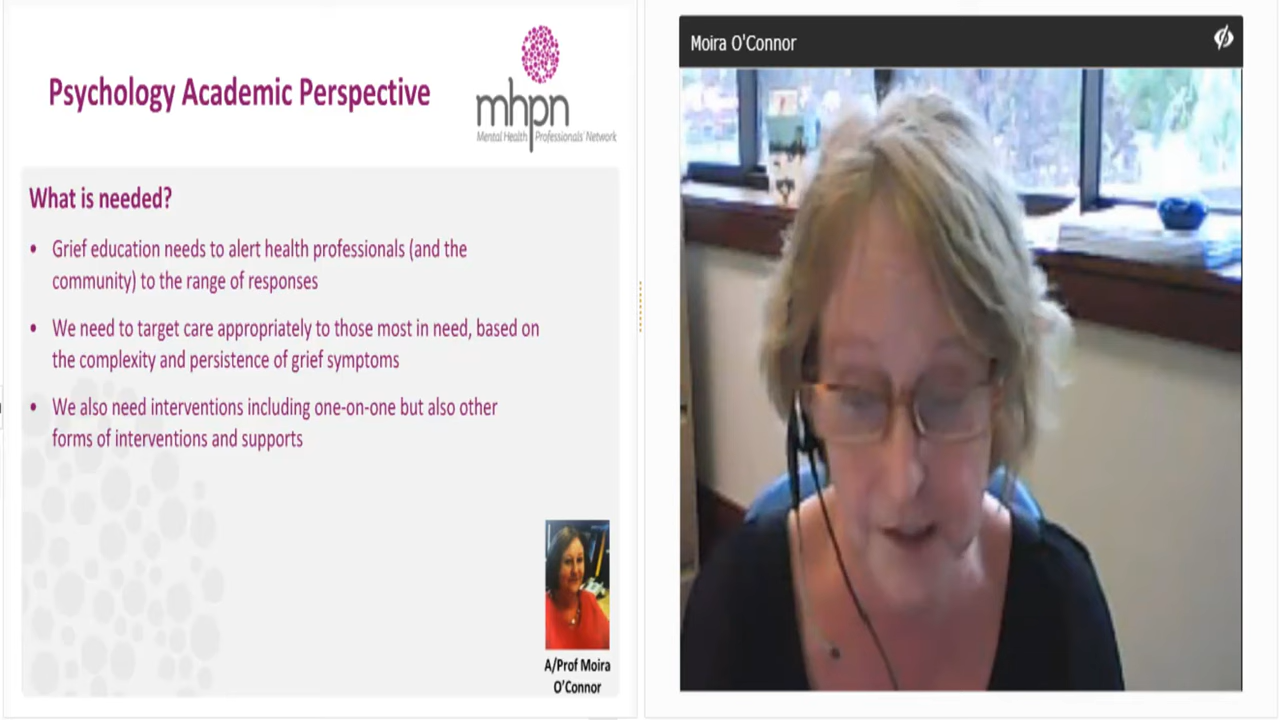 Psychology Academic Perspective
mhpn
Mental Health Professionals' Network
What is needed?
• Grief education needs to alert health professionals (and the
community) to the range of responses
• We need to target care appropriately to those most in need, based on
the complexity and persistence of grief symptoms
• We also need interventions including one-on-one but also other
forms of interventions and supports
A/Prof Moira
O'Connor
Moira O'Connor